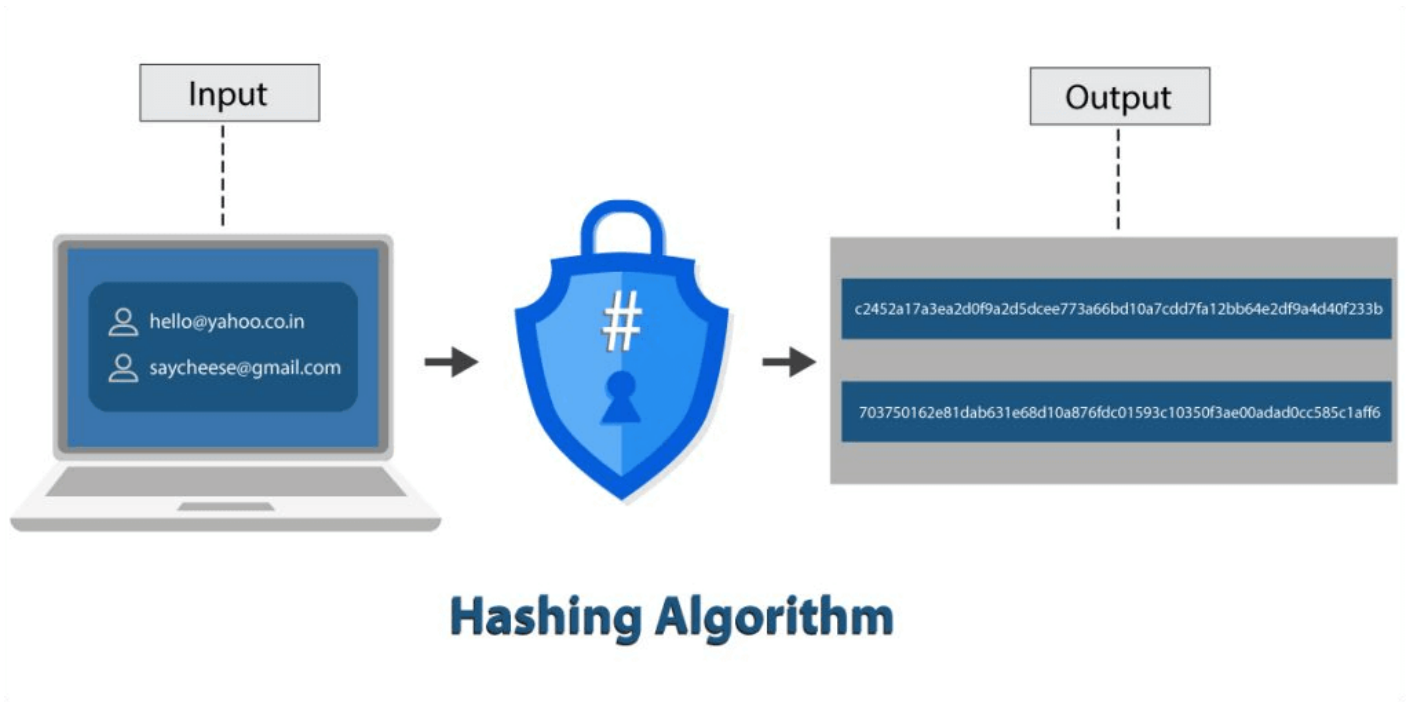 Input
Output
hello@yahoo.co.in
saycheese@gmail.com
#
c2452a17a3ea2d0f9a2d5dcee773a66bd10a7cdd7fa12bb64e2df9a4d40f233b
703750162e81dab631e68d10a876fdc01593c10350f3ae00adad0cc585c1aff6
Hashing Algorithm